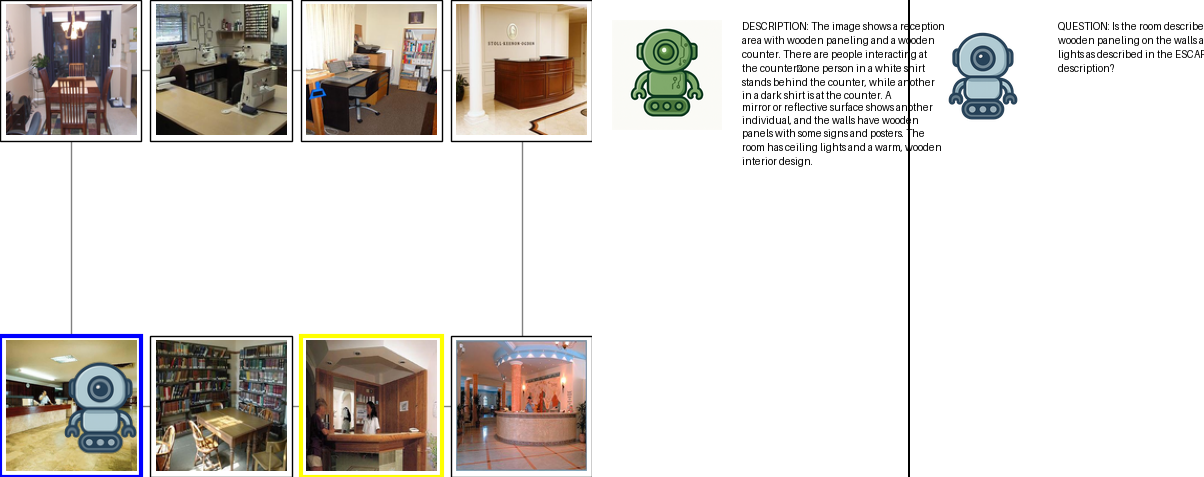 DESCRIPTION: The image shows a reception
area with wooden paneling and a wooden
counter. There are people interacting at
the counter▯one person in a white shirt
stands behind the counter, while another
in a dark shirt is at the counter. A
mirror or reflective surface shows another
individual, and the walls have wooden
panels with some signs and posters. The
room has ceiling lights and a warm, wooden
interior design.
QUESTION: Is the room describe
wooden paneling on the walls a
lights as described in the ESCAP
description?